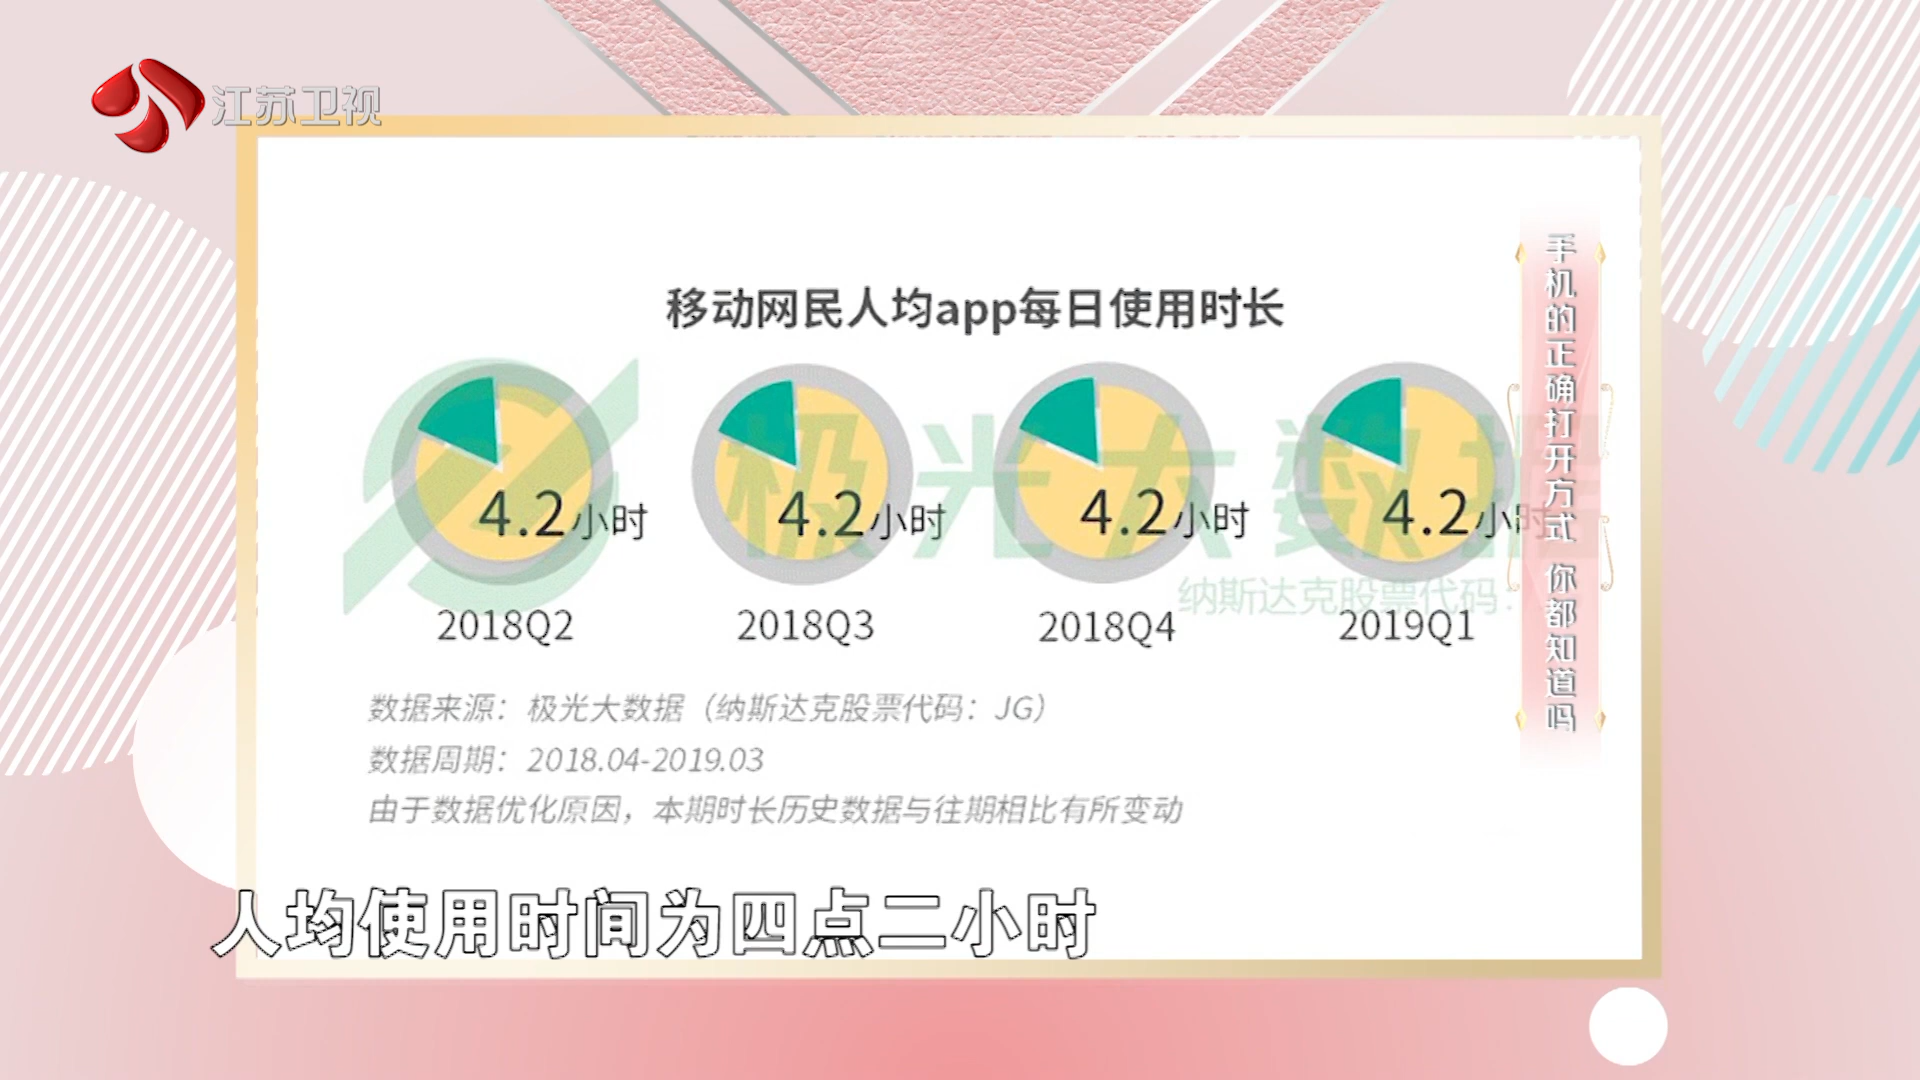 江苏卫视
移动网民人均app每日使用时长
4.2小时
4.2小时
4.2小时
4.2小时
极光大数据
纳斯达克股票代码:
2018Q2
2018Q3
2018Q4
2019Q1
数据来源：极光大数据（纳斯达克股票代码：JG）
数据周期：2018.04-2019.03
由于数据优化原因，本期时长历史数据与往期相比有所变动
手机的正确打开方式 你都知道吗
人均使用时间为四点二小时